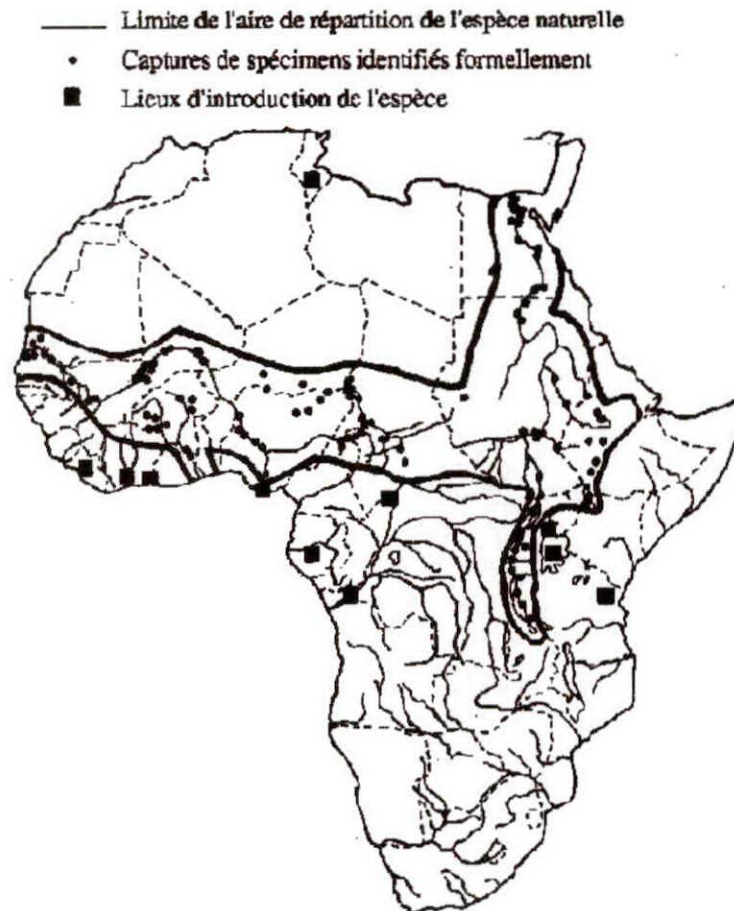 Limite de l'aire de répartition de l'espèce naturelle
Captures de spécimens identifiés formellement
Lieux d'introduction de l'espèce